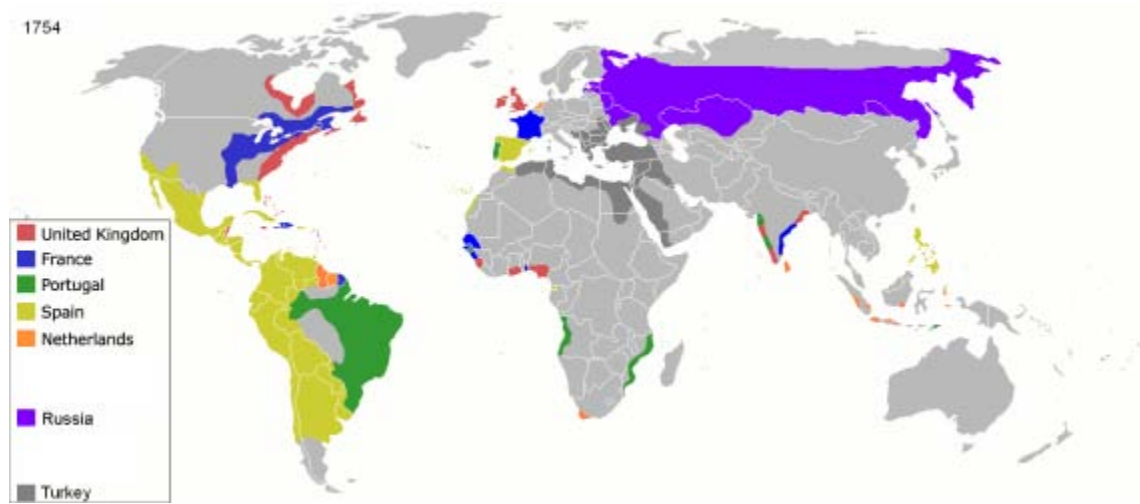 1754
United Kingdom
France
Portugal
Spain
Netherlands
Russia
Turkey